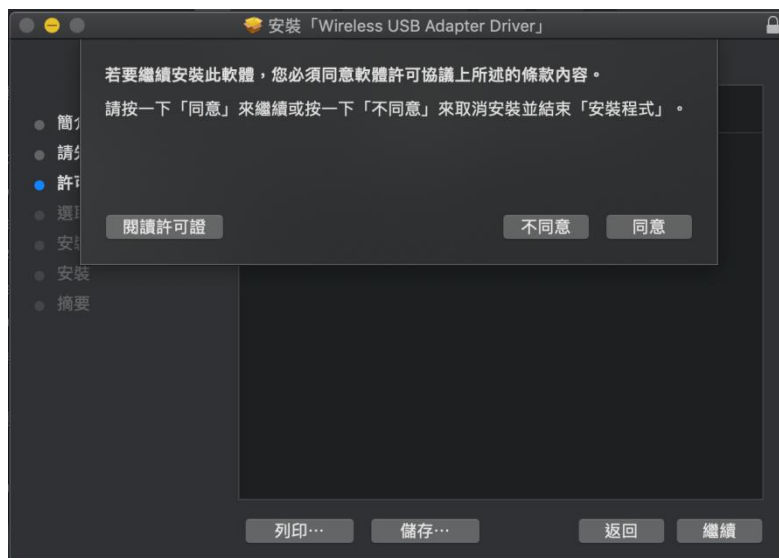 安裝「Wireless USB Adapter Driver」
若要繼續安裝此軟體，您必須同意軟體許可協議上所述的條款內容。
請按一下「同意」來繼續或按一下「不同意」來取消安裝並結束「安裝程式」。
簡
請
許
選
安
安裝
摘要
閱讀許可證
不同意
同意
列印⋯
儲存⋯
返回
繼續